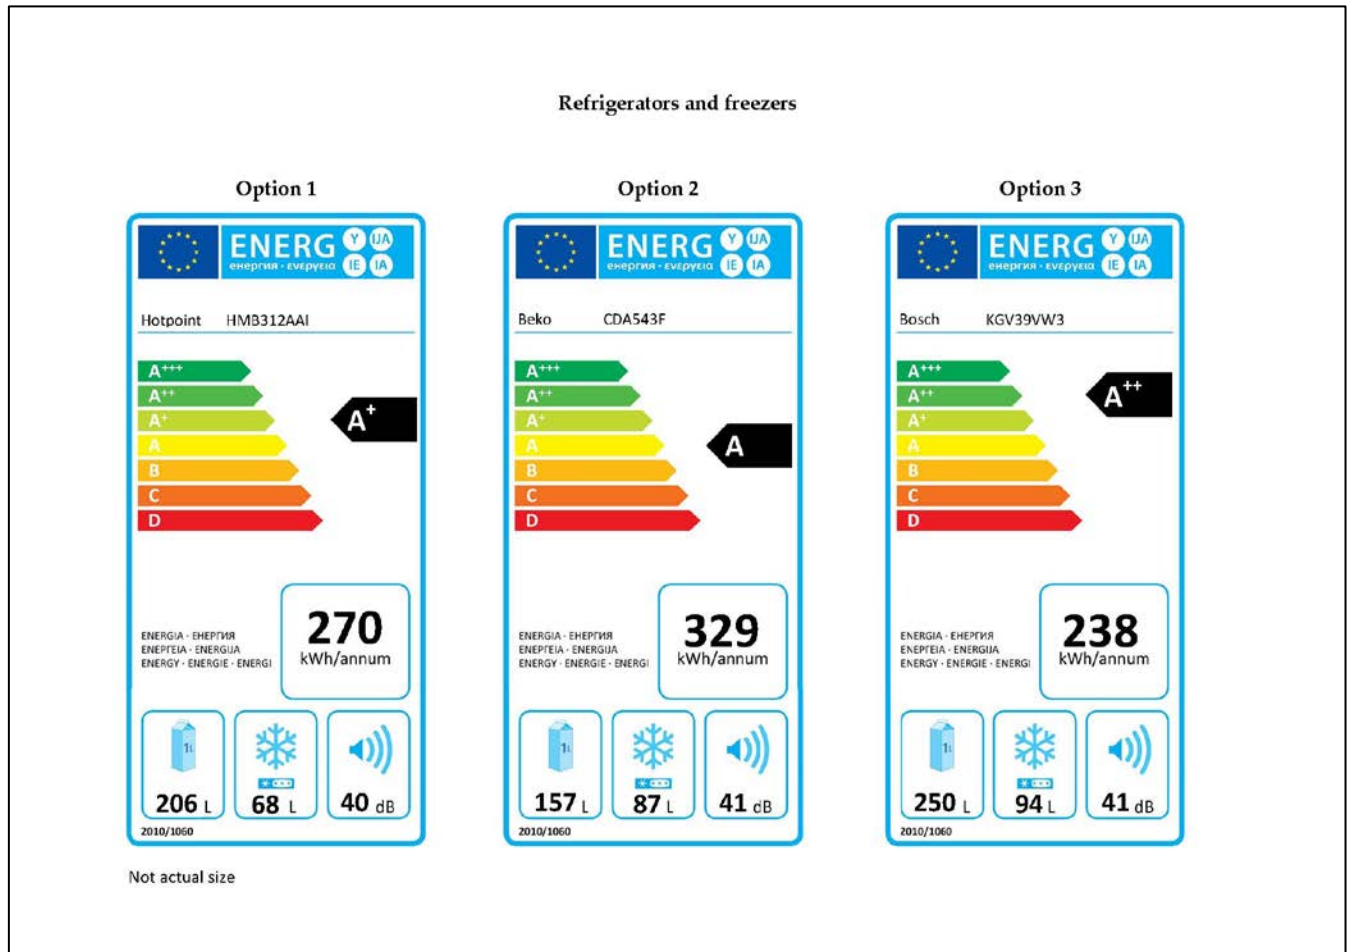 Refrigerators and freezers
Option 1
Option 2
Option 3
ENERG Y IJA
енергия · ενεργεια IE IA
Hotpoint HMB312AAI
A+++
A++
A+
A
B
C
D
A+
270
kWh/annum
ENERGIA · ЕНЕРГИЯ
ΕΝΕΡΓΕΙΑ · ENERGIJA
ENERGY · ENERGIE · ENERGI
1L
1L
1L
206 L
68 L
40 dB
2010/1060
ENERG Y IJA
енергия · ενεργεια IE IA
Beko CDA543F
A+++
A++
A+
A
B
C
D
A
329
kWh/annum
ENERGIA · ЕНЕРГИЯ
ΕΝΕΡΓΕΙΑ · ENERGIJA
ENERGY · ENERGIE · ENERGI
157 L
87 L
41 dB
2010/1060
ENERG Y IJA
енергия · ενεργεια IE IA
Bosch KGV39VW3
A+++
A++
A+
A
B
C
D
A++
238
kWh/annum
ENERGIA · ЕНЕРГИЯ
ΕΝΕΡΓΕΙΑ · ENERGIJA
ENERGY · ENERGIE · ENERGI
250 L
94 L
41 dB
2010/1060
Not actual size